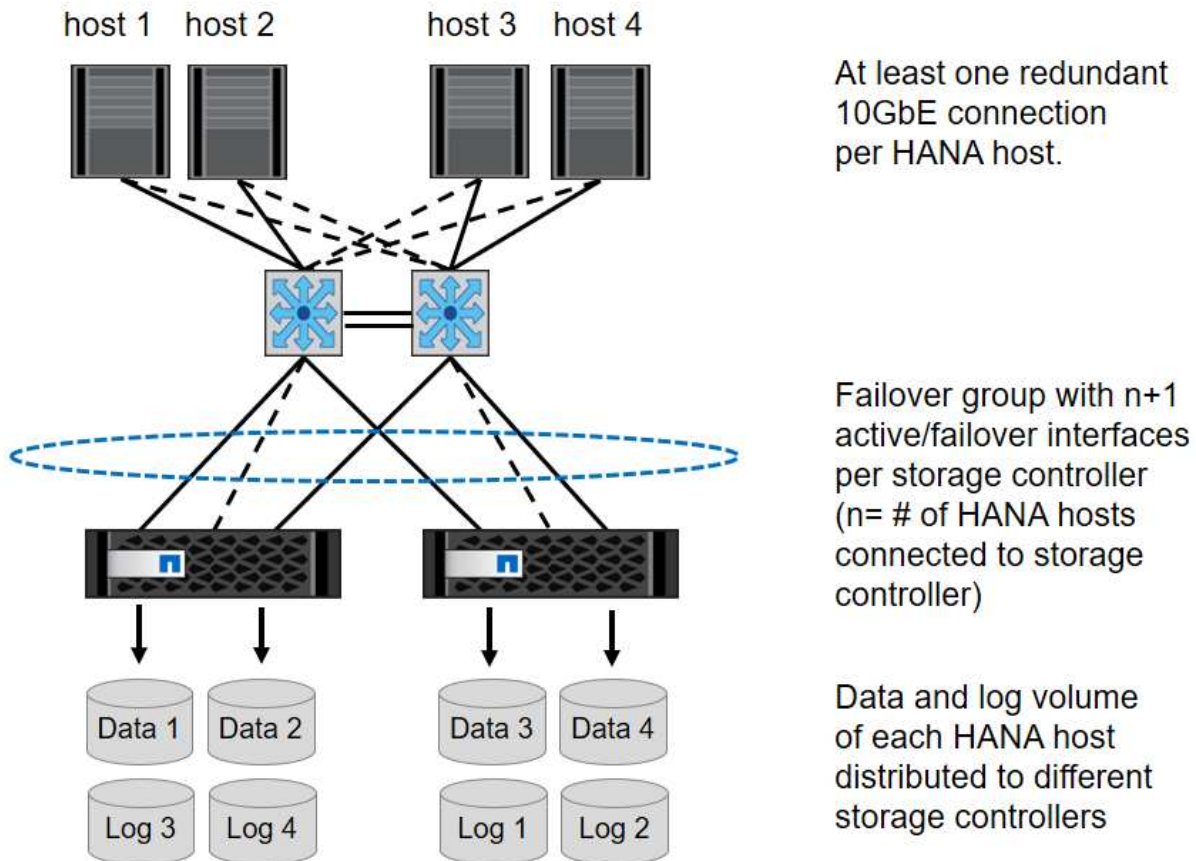 host 1 host 2 host 3 host 4
At least one redundant
10GbE connection
per HANA host.
Failover group with n+1
active/failover interfaces
per storage controller
(n= # of HANA hosts
connected to storage
controller)
Data 1 Data 2 Data 3 Data 4
Log 3 Log 4 Log 1 Log 2
Data and log volume
of each HANA host
distributed to different
storage controllers